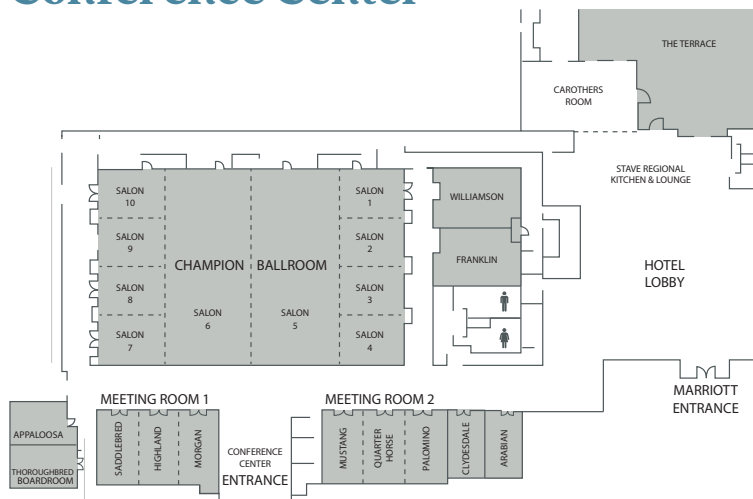 Conference Center
THE TERRACE
CAROTHERS
ROOM
STAVE REGIONAL
KITCHEN & LOUNGE
SALON
10
SALON
1
WILLIAMSON
SALON
9
SALON
2
CHAMPION BALLROOM
FRANKLIN
HOTEL
LOBBY
SALON
8
SALON
3
SALON
6
SALON
5
SALON
7
SALON
4
MARRIOTT
ENTRANCE
MEETING ROOM 1
MEETING ROOM 2
APPALOOSA
THOROUGHBRED
BOARDROOM
SADDLEBRED
HIGHLAND
MORGAN
CONFERENCE
CENTER
ENTRANCE
MUSTANG
QUARTER
HORSE
PALOMINO
CLYDESDALE
ARABIAN